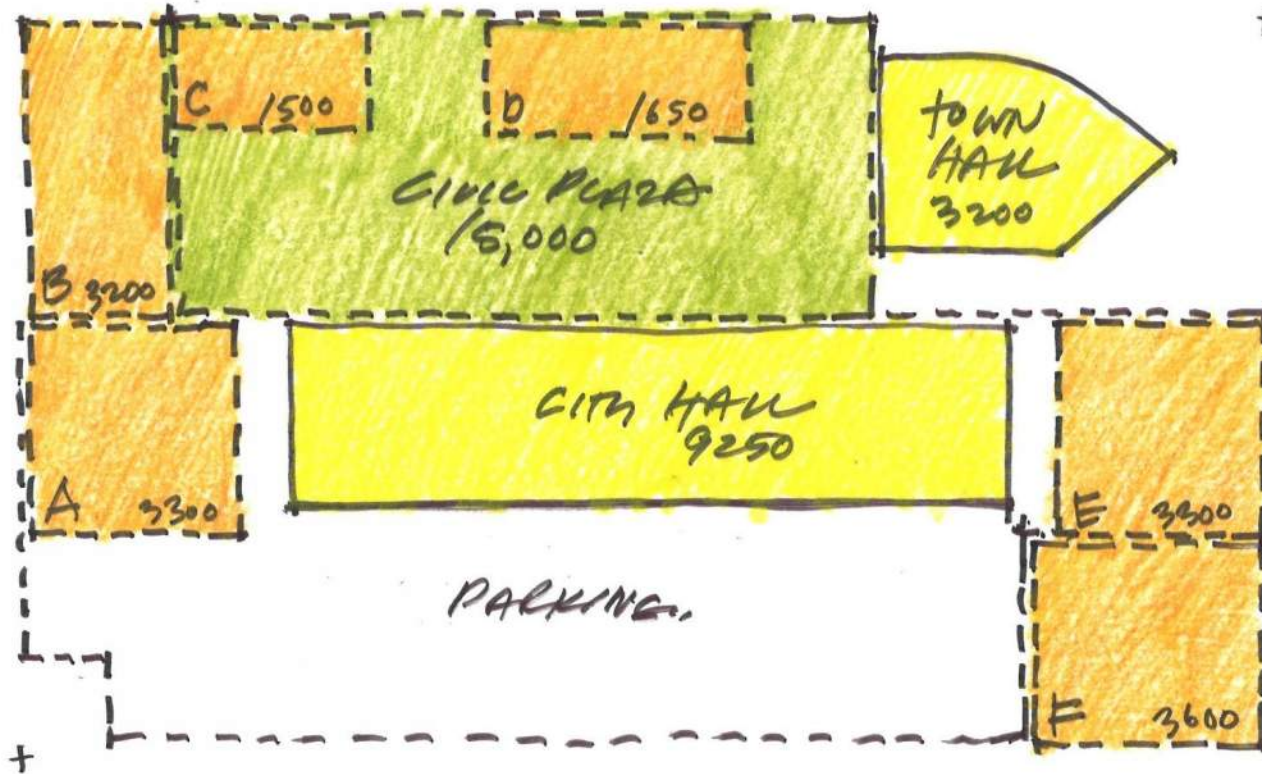 C 1500
D 1650
TOWN
HALL
3200
CIVIC PLAZA
15,000
B 3200
CITY HALL
9250
A 3300
E 3300
PARKING
F 3600